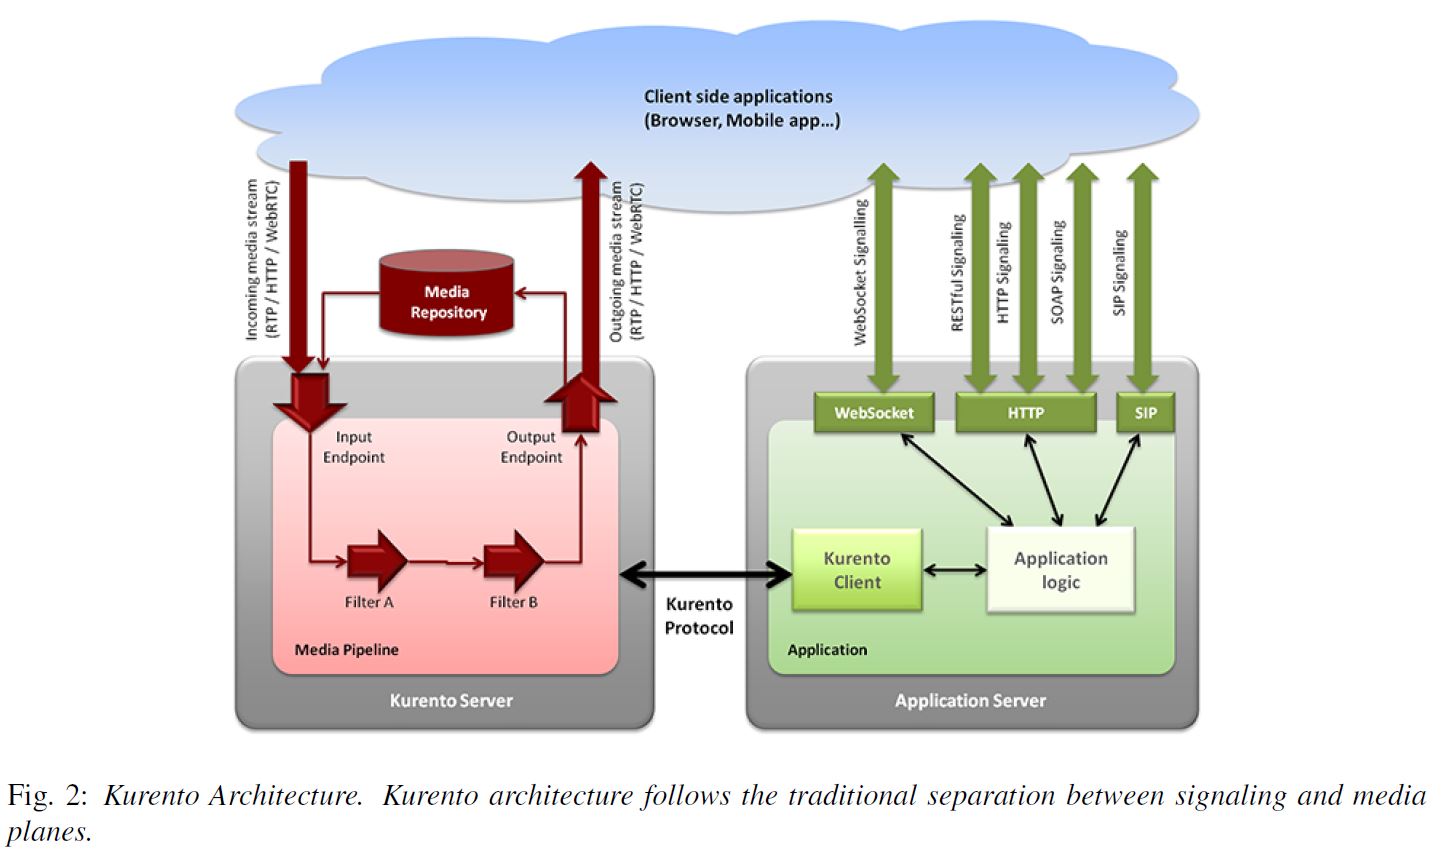 Client side applications
(Browser, Mobile app...)
Incoming media stream
(RTP / HTTP / WebRTC)
Media
Repository
Outgoing media stream
(RTP / HTTP / WebRTC)
WebSocket Signalling
RESTful Signaling
HTTP Signaling
SOAP Signaling
SIP Signaling
WebSocket
HTTP
SIP
Input
Endpoint
Output
Endpoint
Filter A
Filter B
Media Pipeline
Kurento Server
Kurento
Protocol
Kurento
Client
Application
logic
Application
Application Server
Fig. 2: Kurento Architecture. Kurento architecture follows the traditional separation between signaling and media
planes.